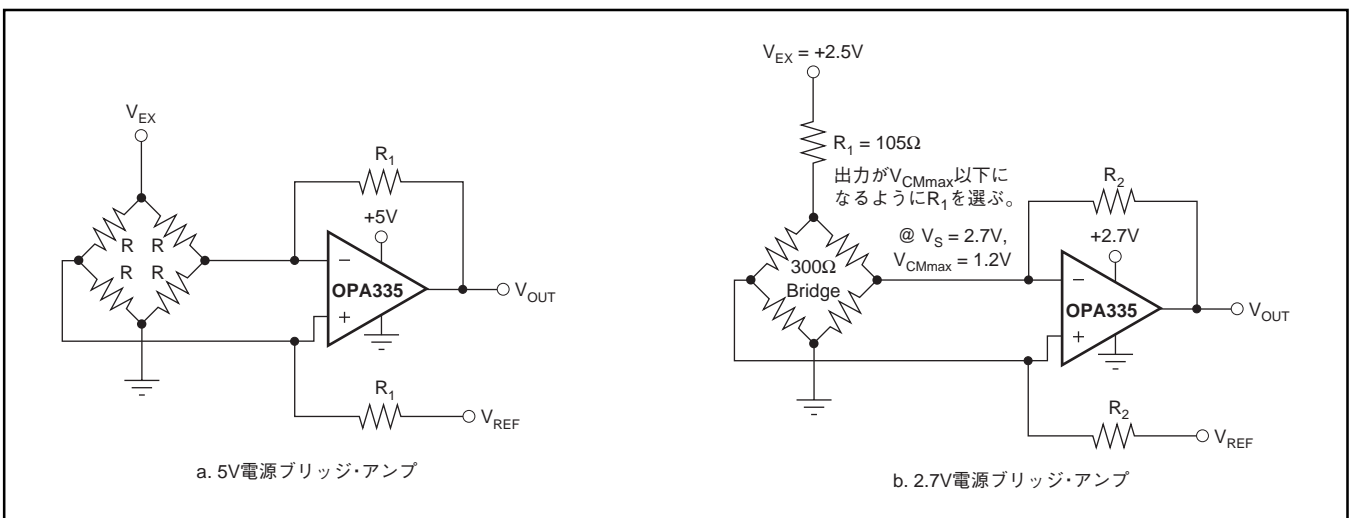 V_EX
R_1
+5V
R R
R R
−
OPA335
+
V_OUT
R_1
V_REF
a. 5V電源ブリッジ・アンプ
V_EX = +2.5V
R_1 = 105Ω
出力がV_CMmax以下に
なるようにR_1を選ぶ。
@ V_S = 2.7V,
V_CMmax = 1.2V
R_2
+2.7V
300Ω
Bridge
−
OPA335
+
V_OUT
R_2
V_REF
b. 2.7V電源ブリッジ・アンプ